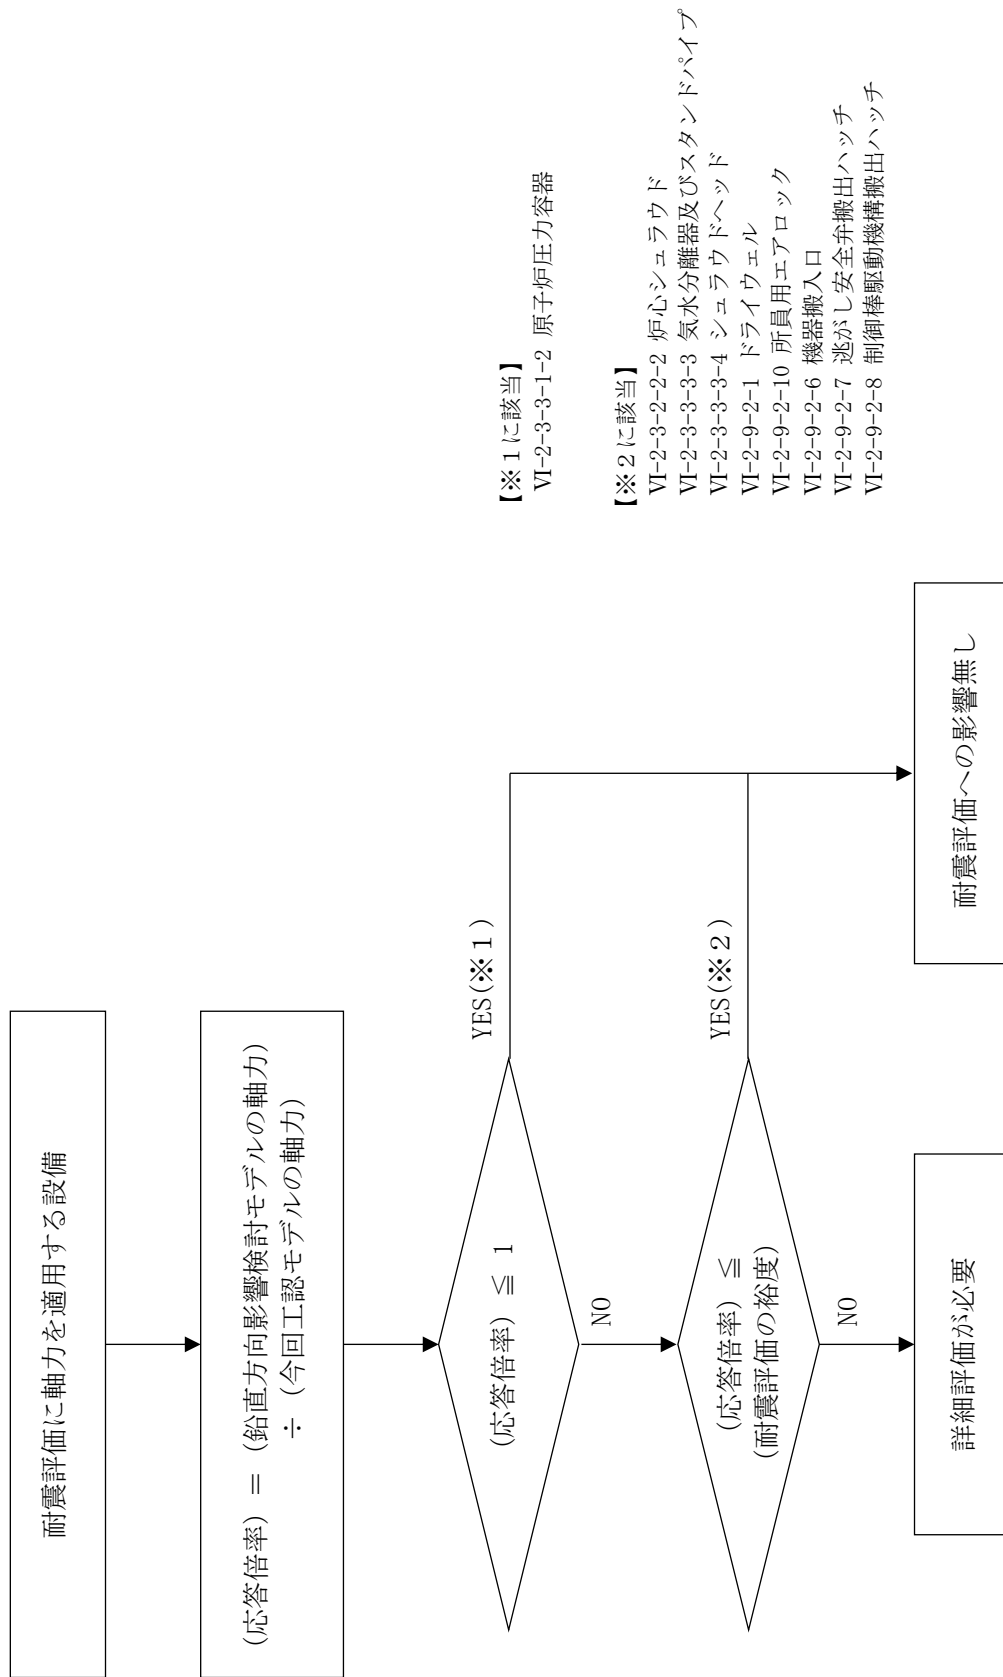 耐震評価に軸力を適用する設備
(応答倍率) ＝ (鉛直方向影響検討モデルの軸力)
÷ (今回工認モデルの軸力)
(応答倍率) ≦ 1
YES(※１)
NO
(応答倍率) ≦
(耐震評価の裕度)
YES(※２)
NO
詳細評価が必要
耐震評価への影響無し
【※１に該当】
Ⅵ-2-3-3-1-2 原子炉圧力容器
【※２に該当】
Ⅵ-2-3-2-2-2 炉心シュラウド
Ⅵ-2-3-3-3-3 気水分離器及びスタンドパイプ
Ⅵ-2-3-3-3-4 シュラウドヘッド
Ⅵ-2-9-2-1 ドライウェル
Ⅵ-2-9-2-10 所員用エアロック
Ⅵ-2-9-2-6 機器搬入口
Ⅵ-2-9-2-7 逃がし安全弁搬出ハッチ
Ⅵ-2-9-2-8 制御棒駆動機構搬出ハッチ